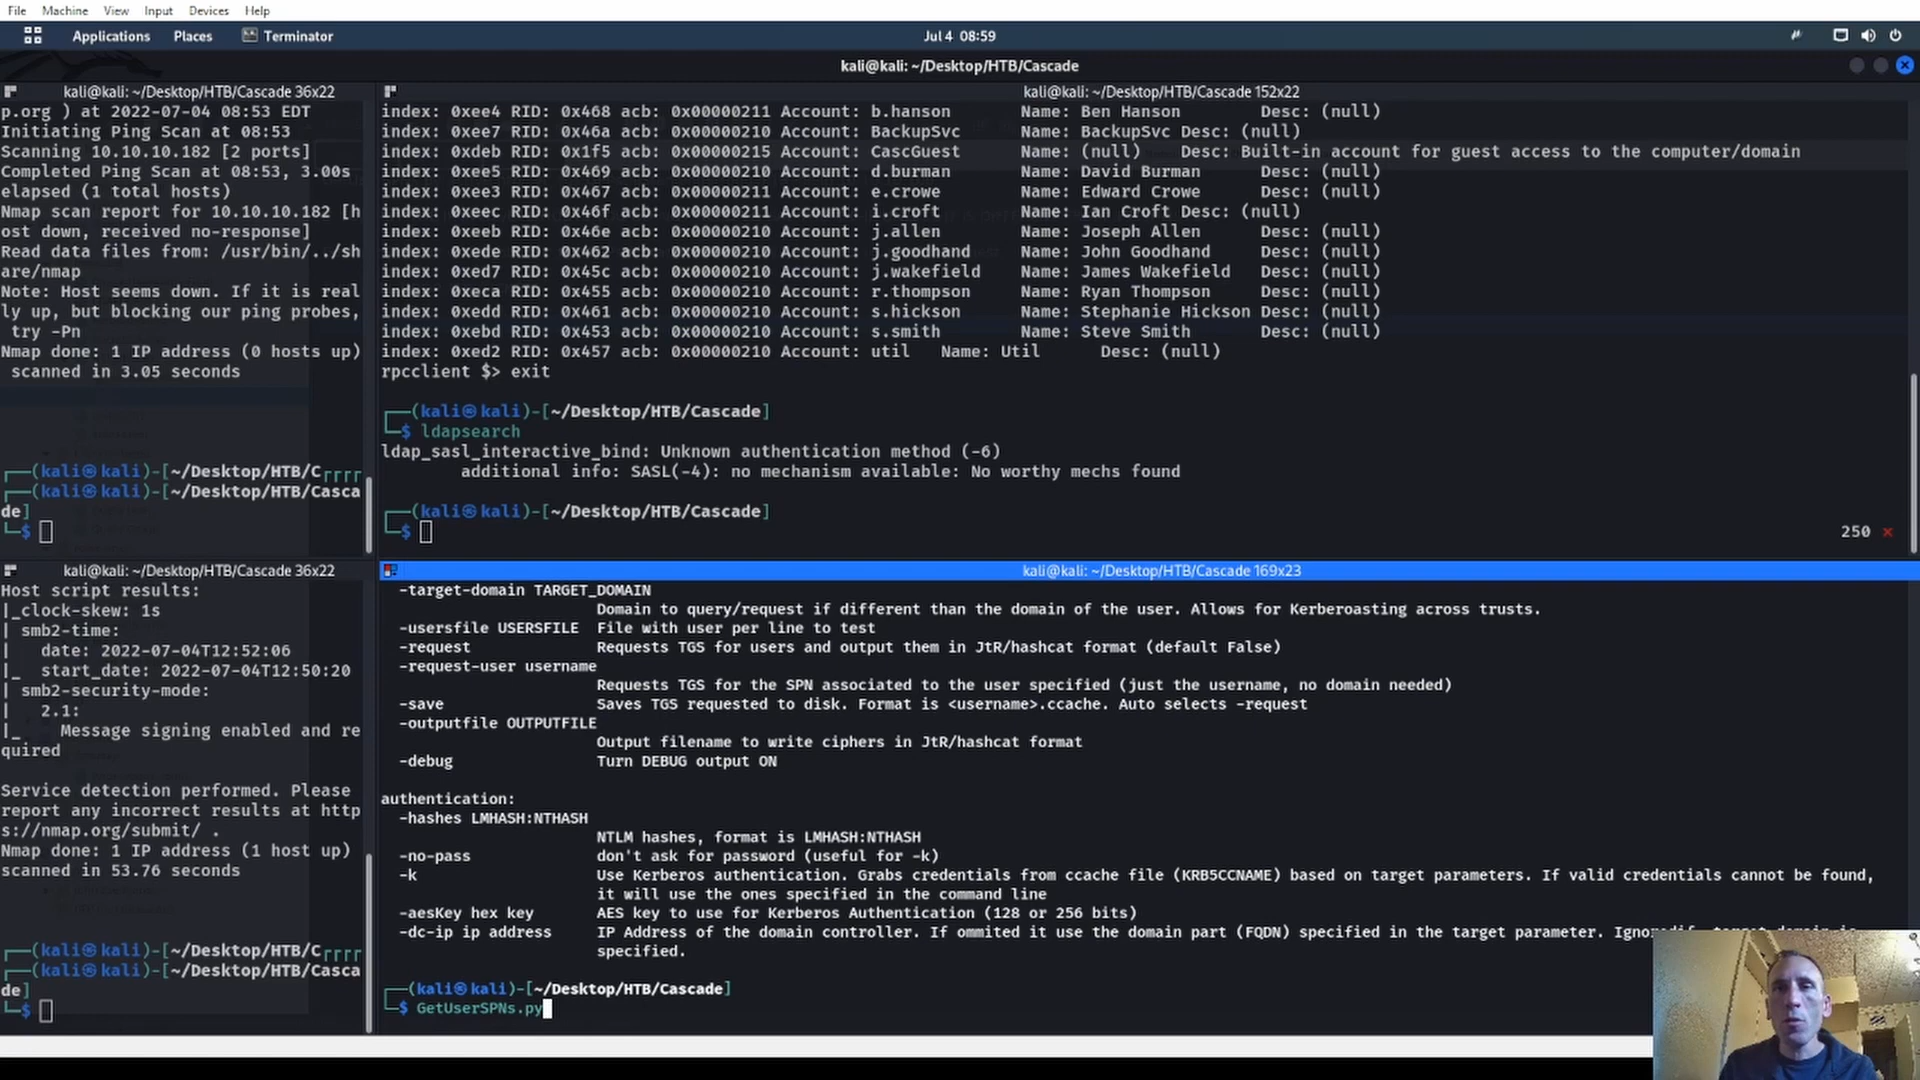 File Machine View Input Devices Help
Applications Places Terminator Jul 4 08:59
kali@kali: ~/Desktop/HTB/Cascade
kali@kali: ~/Desktop/HTB/Cascade 36x22
p.org ) at 2022-07-04 08:53 EDT
Initiating Ping Scan at 08:53
Scanning 10.10.10.182 [2 ports]
Completed Ping Scan at 08:53, 3.00s
elapsed (1 total hosts)
Nmap scan report for 10.10.10.182 [h
ost down, received no-response]
Read data files from: /usr/bin/../sh
are/nmap
Note: Host seems down. If it is real
ly up, but blocking our ping probes,
try -Pn
Nmap done: 1 IP address (0 hosts up)
scanned in 3.05 seconds
┌──(kali㉿kali)-[~/Desktop/HTB/C┌┌┌┌
┌──(kali㉿kali)-[~/Desktop/HTB/Casca
de]
└─$
kali@kali: ~/Desktop/HTB/Cascade 152x22
index: 0xee4 RID: 0x468 acb: 0x00000211 Account: b.hanson Name: Ben Hanson Desc: (null)
index: 0xee7 RID: 0x46a acb: 0x00000210 Account: BackupSvc Name: BackupSvc Desc: (null)
index: 0xdeb RID: 0x1f5 acb: 0x00000215 Account: CascGuest Name: (null) Desc: Built-in account for guest access to the computer/domain
index: 0xee5 RID: 0x469 acb: 0x00000210 Account: d.burman Name: David Burman Desc: (null)
index: 0xee3 RID: 0x467 acb: 0x00000211 Account: e.crowe Name: Edward Crowe Desc: (null)
index: 0xeec RID: 0x46f acb: 0x00000211 Account: i.croft Name: Ian Croft Desc: (null)
index: 0xeeb RID: 0x46e acb: 0x00000210 Account: j.allen Name: Joseph Allen Desc: (null)
index: 0xede RID: 0x462 acb: 0x00000210 Account: j.goodhand Name: John Goodhand Desc: (null)
index: 0xed7 RID: 0x45c acb: 0x00000210 Account: j.wakefield Name: James Wakefield Desc: (null)
index: 0xeca RID: 0x455 acb: 0x00000210 Account: r.thompson Name: Ryan Thompson Desc: (null)
index: 0xedd RID: 0x461 acb: 0x00000210 Account: s.hickson Name: Stephanie Hickson Desc: (null)
index: 0xebd RID: 0x453 acb: 0x00000210 Account: s.smith Name: Steve Smith Desc: (null)
index: 0xed2 RID: 0x457 acb: 0x00000210 Account: util Name: Util Desc: (null)
rpcclient $> exit
┌──(kali㉿kali)-[~/Desktop/HTB/Cascade]
└─$ ldapsearch
ldap_sasl_interactive_bind: Unknown authentication method (-6)
additional info: SASL(-4): no mechanism available: No worthy mechs found
┌──(kali㉿kali)-[~/Desktop/HTB/Cascade]
└─$ 250 ✕
kali@kali: ~/Desktop/HTB/Cascade 36x22
Host script results:
|_clock-skew: 1s
| smb2-time:
| date: 2022-07-04T12:52:06
|_ start_date: 2022-07-04T12:50:20
| smb2-security-mode:
| 2.1:
|_ Message signing enabled and re
quired
Service detection performed. Please
report any incorrect results at http
s://nmap.org/submit/ .
Nmap done: 1 IP address (1 host up)
scanned in 53.76 seconds
┌──(kali㉿kali)-[~/Desktop/HTB/C┌┌┌┌
┌──(kali㉿kali)-[~/Desktop/HTB/Casca
de]
└─$
kali@kali: ~/Desktop/HTB/Cascade 169x23
-target-domain TARGET_DOMAIN
Domain to query/request if different than the domain of the user. Allows for Kerberoasting across trusts.
-usersfile USERSFILE File with user per line to test
-request Requests TGS for users and output them in JtR/hashcat format (default False)
-request-user username
Requests TGS for the SPN associated to the user specified (just the username, no domain needed)
-save Saves TGS requested to disk. Format is <username>.ccache. Auto selects -request
-outputfile OUTPUTFILE
Output filename to write ciphers in JtR/hashcat format
-debug Turn DEBUG output ON
authentication:
-hashes LMHASH:NTHASH
NTLM hashes, format is LMHASH:NTHASH
-no-pass don't ask for password (useful for -k)
-k Use Kerberos authentication. Grabs credentials from ccache file (KRB5CCNAME) based on target parameters. If valid credentials cannot be found,
it will use the ones specified in the command line
-aesKey hex key AES key to use for Kerberos Authentication (128 or 256 bits)
-dc-ip ip address IP Address of the domain controller. If ommited it use the domain part (FQDN) specified in the target parameter.
specified.
┌──(kali㉿kali)-[~/Desktop/HTB/Cascade]
└─$ GetUserSPNs.py